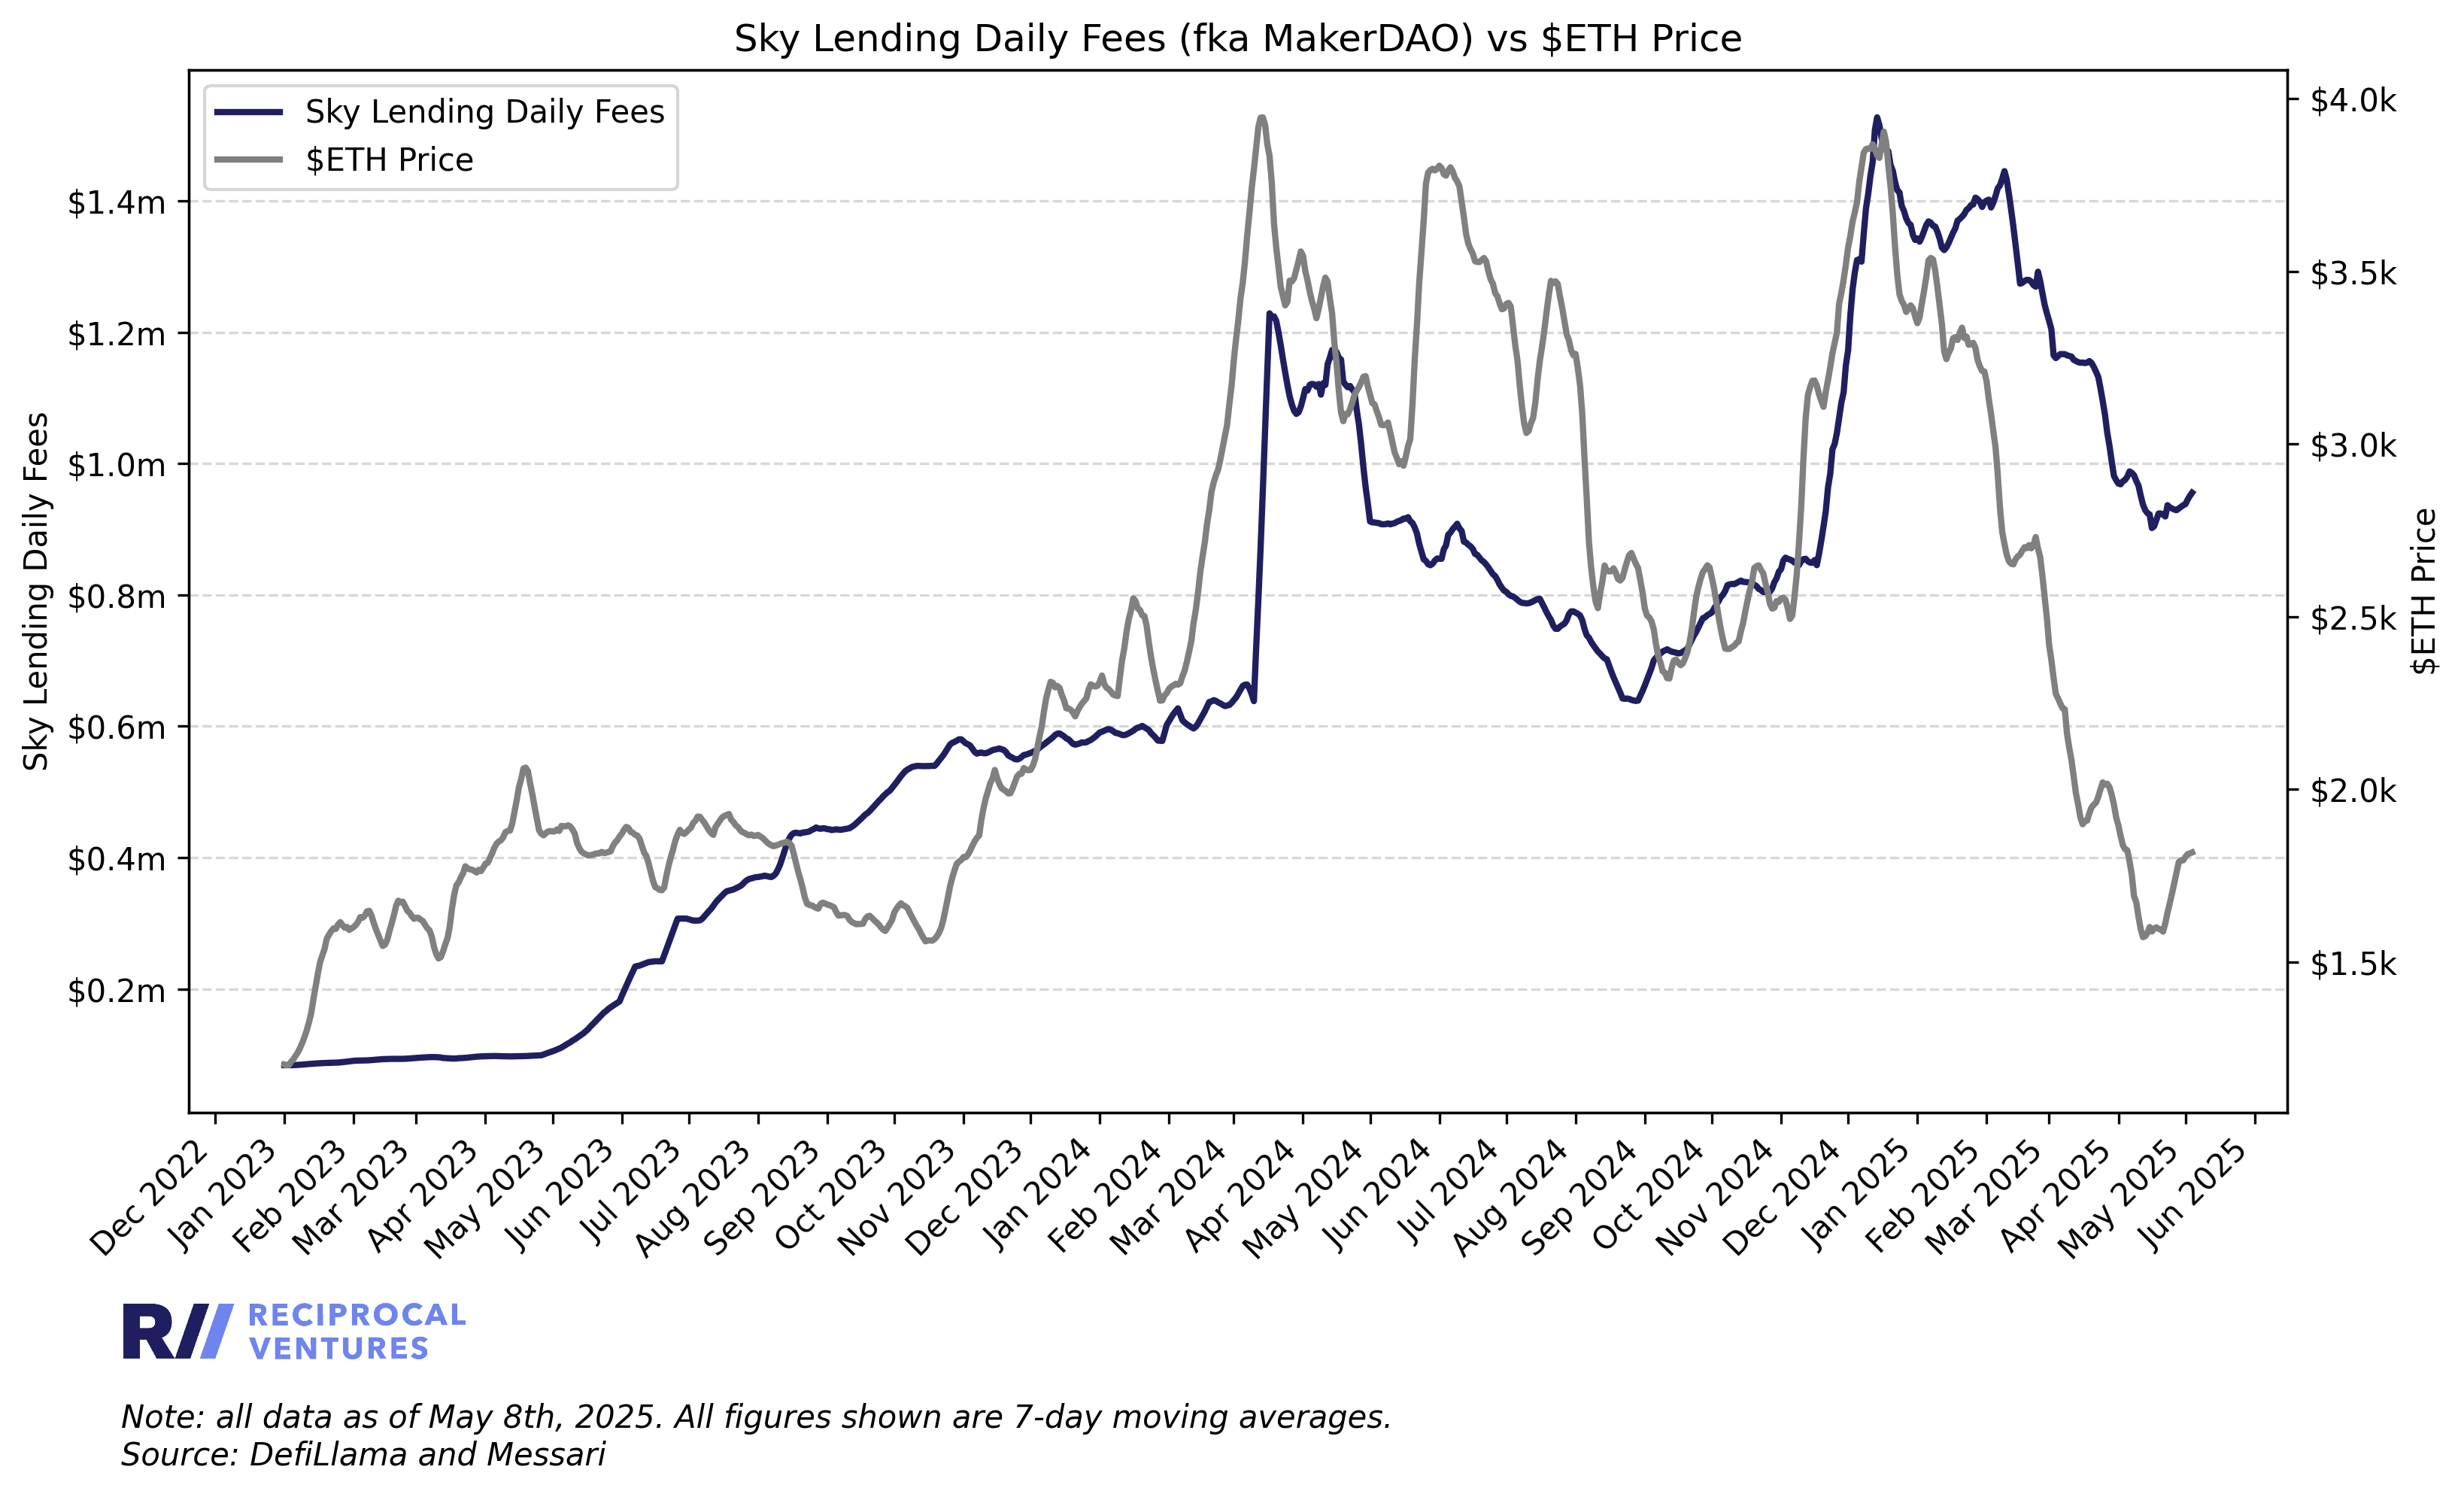 Sky Lending Daily Fees (fka MakerDAO) vs $ETH Price
Sky Lending Daily Fees
$ETH Price
$1.4m
$1.2m
$1.0m
$0.8m
$0.6m
$0.4m
$0.2m
Sky Lending Daily Fees
$4.0k
$3.5k
$3.0k
$2.5k
$2.0k
$1.5k
$ETH Price
Dec 2022
Jan 2023
Feb 2023
Mar 2023
Apr 2023
May 2023
Jun 2023
Jul 2023
Aug 2023
Sep 2023
Oct 2023
Nov 2023
Dec 2023
Jan 2024
Feb 2024
Mar 2024
Apr 2024
May 2024
Jun 2024
Jul 2024
Aug 2024
Sep 2024
Oct 2024
Nov 2024
Dec 2024
Jan 2025
Feb 2025
Mar 2025
Apr 2025
May 2025
Jun 2025
R// RECIPROCAL
VENTURES
Note: all data as of May 8th, 2025. All figures shown are 7-day moving averages.
Source: DefiLlama and Messari